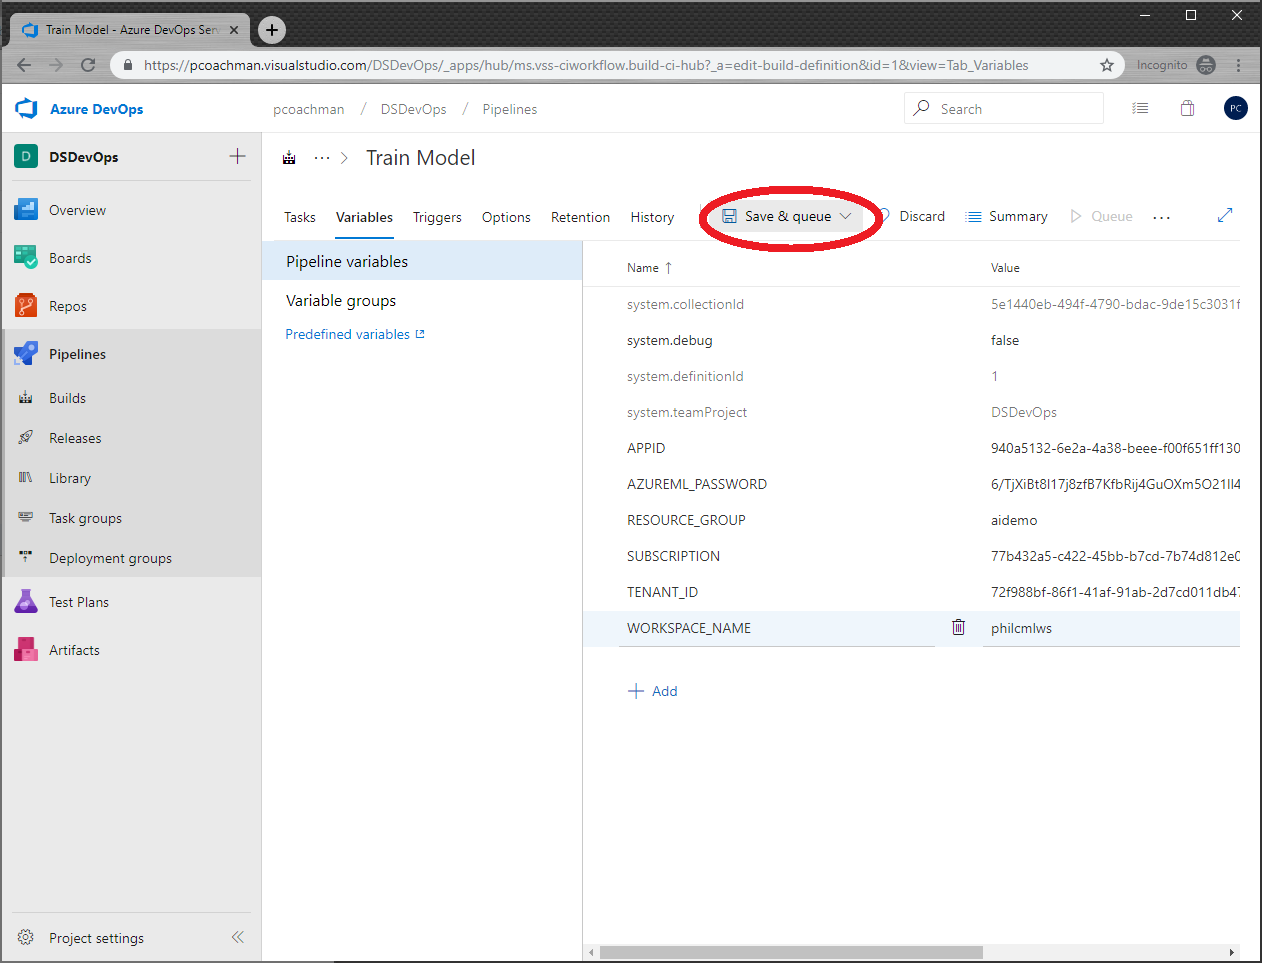 Train Model - Azure DevOps Serv
https://pcoachman.visualstudio.com/DSDevOps/_apps/hub/ms.vss-ciworkflow.build-ci-hub?_a=edit-build-definition&id=1&view=Tab_Variables
Incognito
Azure DevOps
pcoachman / DSDevOps / Pipelines
Search
PC
D
DSDevOps
Overview
Boards
Repos
Pipelines
Builds
Releases
Library
Task groups
Deployment groups
Test Plans
Artifacts
Project settings
... > Train Model
Tasks Variables Triggers Options Retention History Save & queue Discard Summary Queue ...
Pipeline variables
Variable groups
Predefined variables
Name ↑ Value
system.collectionId 5e1440eb-494f-4790-bdac-9de15c3031f
system.debug false
system.definitionId 1
system.teamProject DSDevOps
APPID 940a5132-6e2a-4a38-beee-f00f651ff130
AZUREML_PASSWORD
RESOURCE_GROUP aidemo
SUBSCRIPTION 77b432a5-c422-45bb-b7cd-7b74d812e0
TENANT_ID 72f988bf-86f1-41af-91ab-2d7cd011db47
WORKSPACE_NAME philcmlws
+ Add